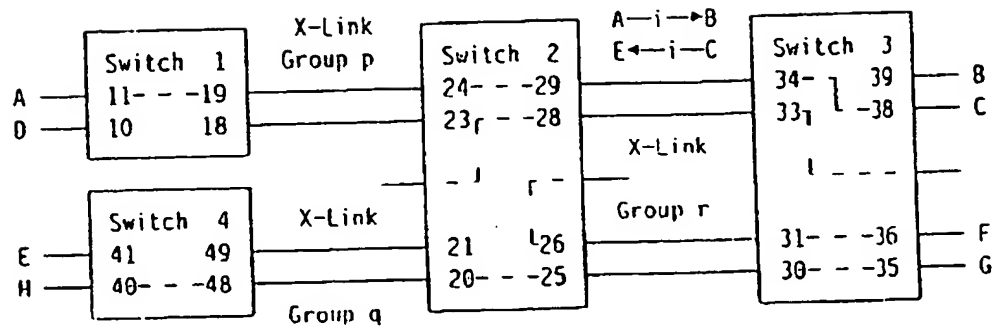 X-Link
Group p
A—i—►B
E◄—i—C
Switch 1
Switch 2
Switch 3
A
11- - -19
24- - -29
34- 39
B
D
10 18
23 - - -28
33 -38
C
X-Link
Switch 4
X-Link
Group r
E
41 49
21 26
31- - -36
F
H
40- - -48
20- - -25
30- - -35
G
Group q